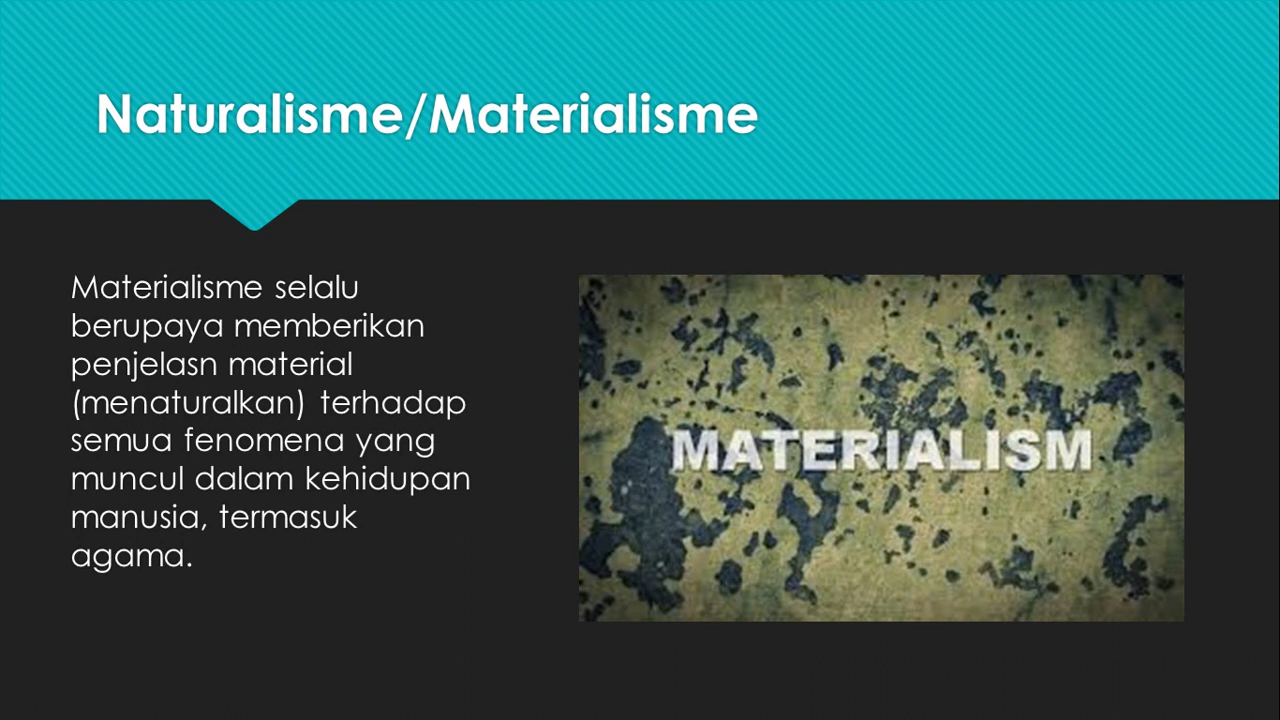 Naturalisme/Materialisme
Materialisme selalu
berupaya memberikan
penjelasn material
(menaturalkan) terhadap
semua fenomena yang
muncul dalam kehidupan
manusia, termasuk
agama.
MATERIALISM